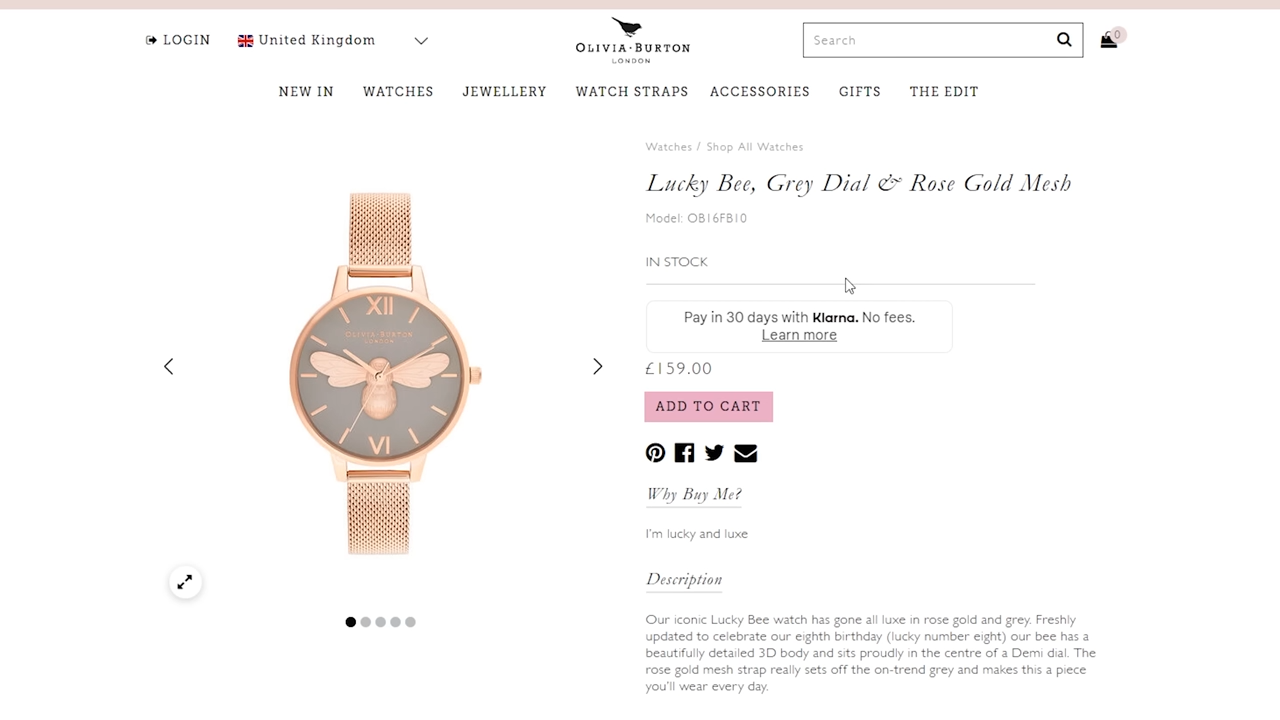 LOGIN
United Kingdom
OLIVIA·BURTON
LONDON
Search
0
NEW IN
WATCHES
JEWELLERY
WATCH STRAPS
ACCESSORIES
GIFTS
THE EDIT
Watches / Shop All Watches
Lucky Bee, Grey Dial & Rose Gold Mesh
Model: OB16FB10
IN STOCK
Pay in 30 days with Klarna. No fees.
Learn more
£159.00
ADD TO CART
Why Buy Me?
I'm lucky and luxe
Description
Our iconic Lucky Bee watch has gone all luxe in rose gold and grey. Freshly
updated to celebrate our eighth birthday (lucky number eight) our bee has a
beautifully detailed 3D body and sits proudly in the centre of a Demi dial. The
rose gold mesh strap really sets off the on-trend grey and makes this a piece
you'll wear every day.
XII
OLIVIA·BURTON
LONDON
VI